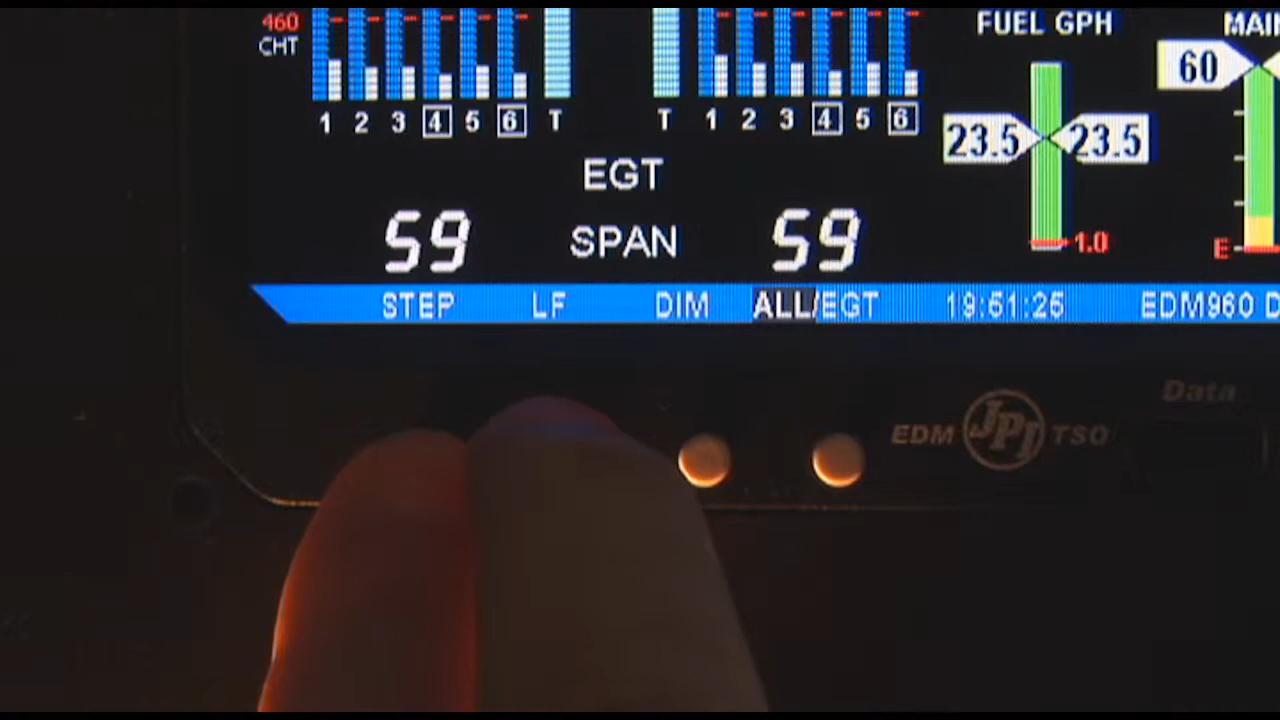 460
CHT
1 2 3 4 5 6 T
T 1 2 3 4 5 6
FUEL GPH
23.5 23.5
1.0
60
E
EGT
59 SPAN 59
STEP LF DIM ALL/EGT 19:51:25 EDM960
Data
EDM JPI TSO